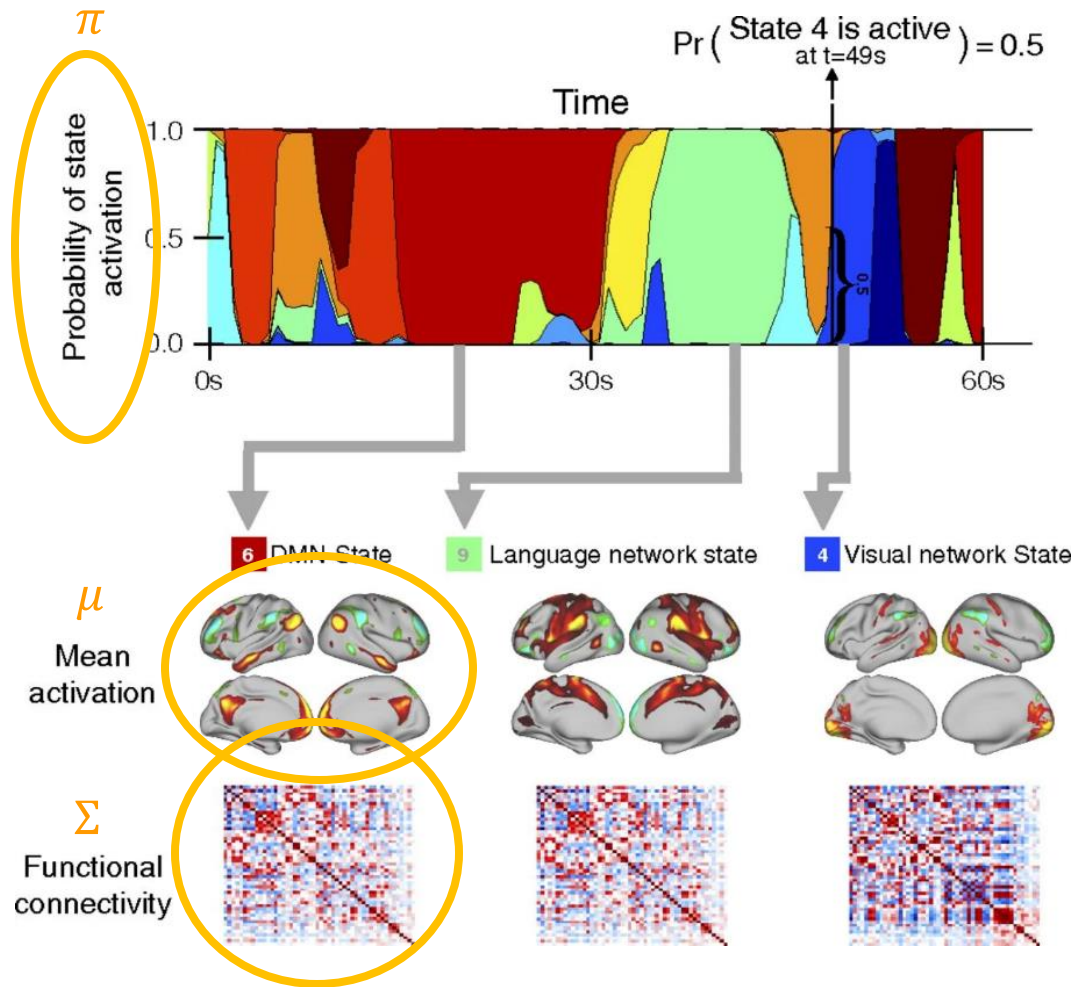 π
Pr ( State 4 is active
at t=49s ) = 0.5
Time
Probability of state
activation
1.0
0.5
0.0
0.5
0s
30s
60s
6 DMN State
9 Language network state
4 Visual network State
μ
Mean
activation
Σ
Functional
connectivity